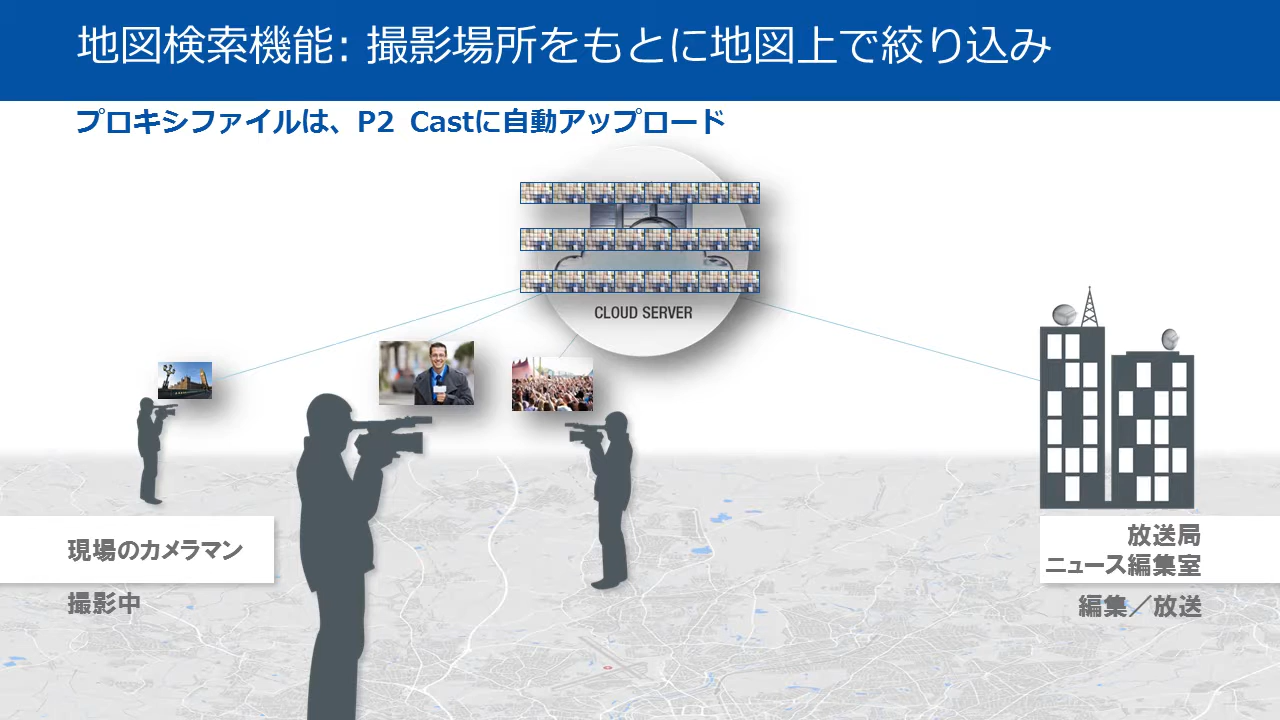 地図検索機能: 撮影場所をもとに地図上で絞り込み
プロキシファイルは、P2 Castに自動アップロード
CLOUD SERVER
現場のカメラマン
撮影中
放送局
ニュース編集室
編集／放送